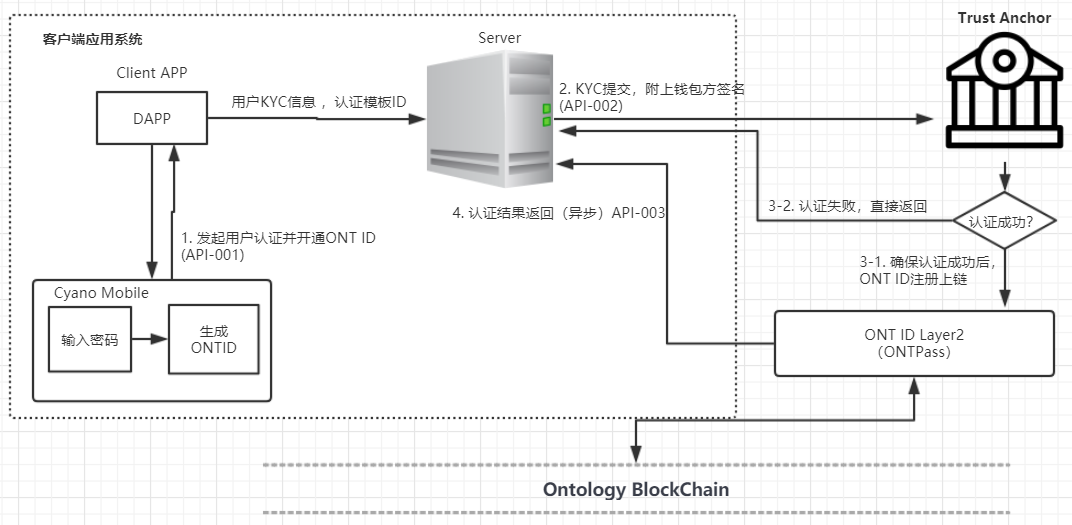 Trust Anchor
客户端应用系统
Server
Client APP
DAPP
用户KYC信息 ，认证模板ID
2. KYC提交，附上钱包方签名
(API-002)
4. 认证结果返回（异步）API-003
3-2. 认证失败，直接返回
认证成功？
1. 发起用户认证并开通ONT ID
(API-001)
3-1. 确保认证成功后，
ONT ID注册上链
Cyano Mobile
输入密码
生成
ONTID
ONT ID Layer2
（ONTPass）
Ontology BlockChain